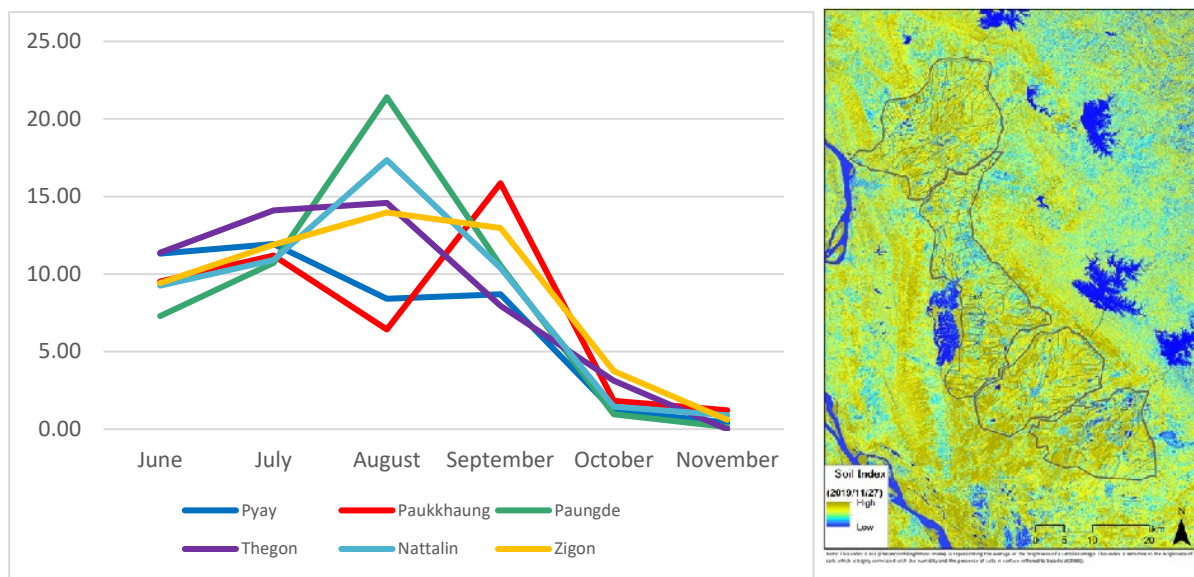 25.00
20.00
15.00
10.00
5.00
0.00
June July August September October November
Pyay Paukkhaung Paungde
Thegon Nattalin Zigon
Soil Index
(2019/11/27)
High
Low
N
0 5 10 20
km